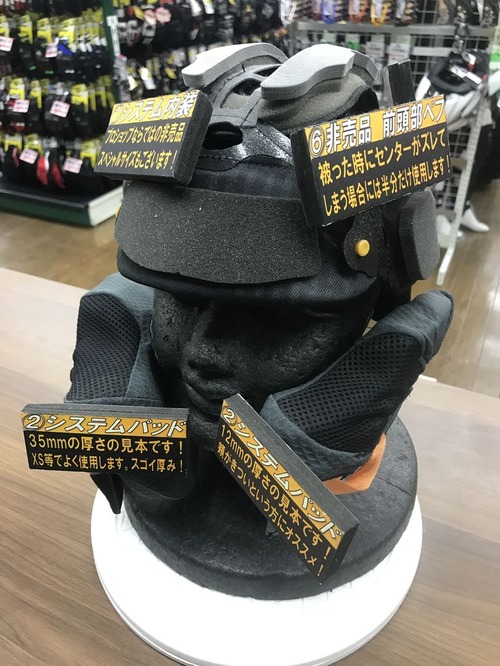 システム内装
プロショップならではの非売品
スペシャルサイズもございます!
⑥非売品 前頭部ベラ
被った時にセンターがズレて
しまう場合には半分だけ使用します!
②システムパッド
35mmの厚さの見本です!
XS等でよく使用します。スゴイ厚み!
②システムパッド
12mmの厚さの見本です!
頬がきついという方にオススメ!